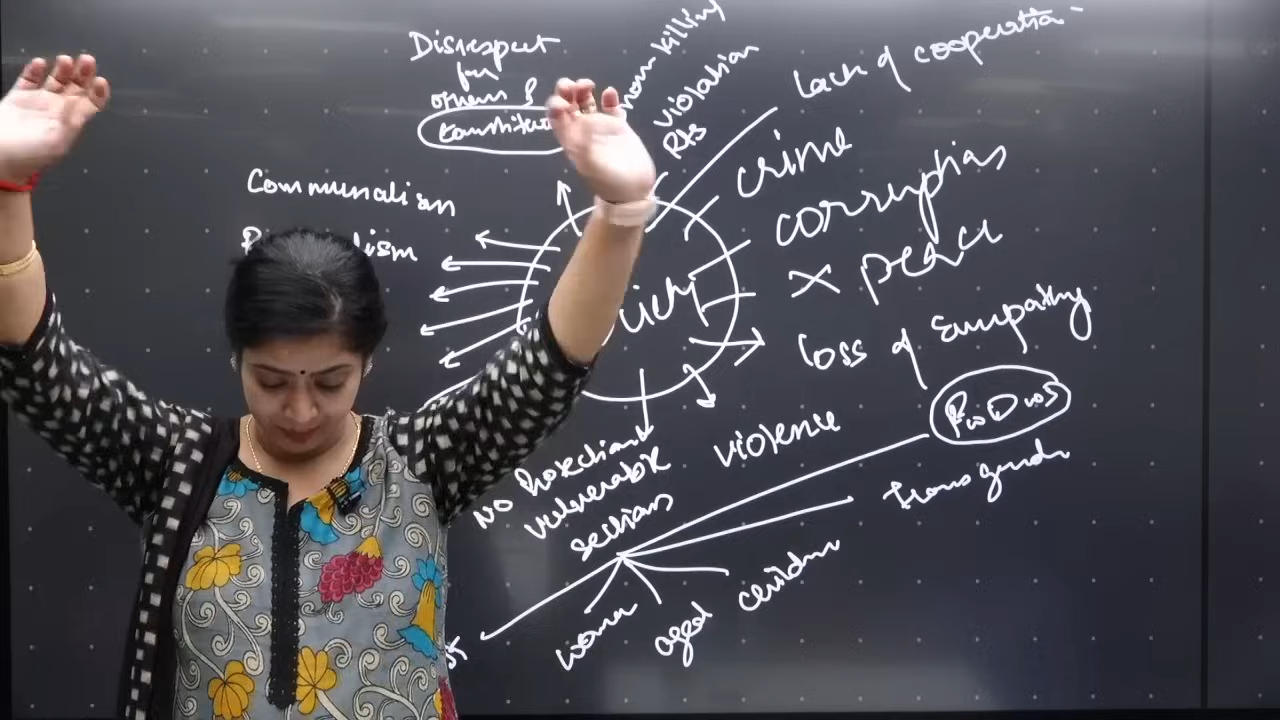 Disrespect
for
others &
killing
violation
Rts
Lack of cooperation
crime
corruption
x peace
loss of Empathy
Communalism
violence
No Protection
vulnerable
sections
PwDs
transgender
children
aged
women